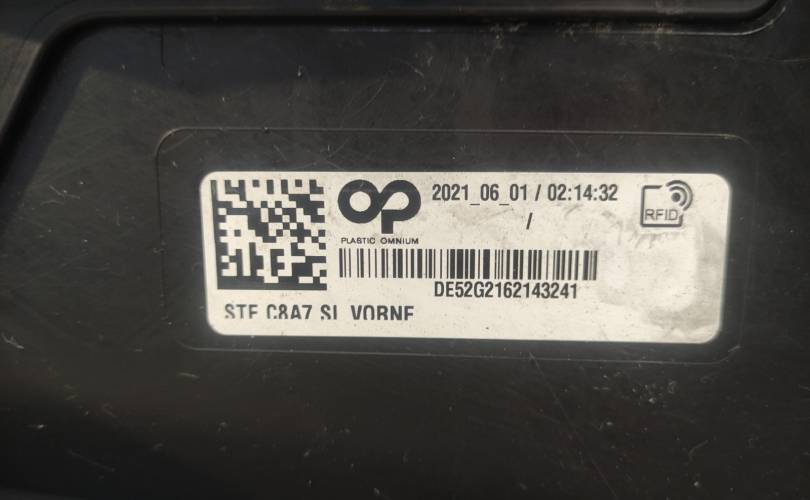 2021_06_01 / 02:14:32
/
RFID
PLASTIC OMNIUM
DE52G2162143241
STF C8A7 SL VORNE